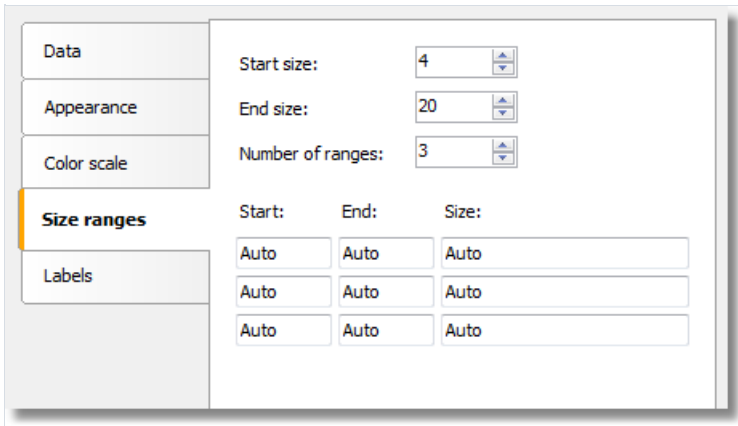 Data
Appearance
Color scale
Size ranges
Labels
Start size: 4
End size: 20
Number of ranges: 3
Start: End: Size:
Auto Auto Auto
Auto Auto Auto
Auto Auto Auto